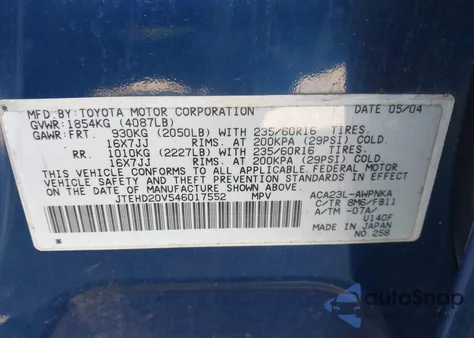 MFD.BY:TOYOTA MOTOR CORPORATION DATE 05/04
GVWR:1854KG (4087LB)
GAWR:FRT. 930KG (2050LB) WITH 235/60R16 TIRES.
16X7JJ RIMS,AT 200KPA (29PSI) COLD.
RR. 1010KG (2227LB) WITH 235/60R16 TIRES.
16X7JJ RIMS,AT 200KPA (29PSI) COLD.
THIS VEHICLE CONFORMS TO ALL APPLICABLE FEDERAL MOTOR
VEHICLE SAFETY AND BUMPER STANDARDS IN EFFECT ON THE
DATE OF MANUFACTURE SHOWN ABOVE.
JTEHD20V546017552 MPV
ACA23L-AWPNKA
C/TR 8M6/FB11
A/TM -07A/
U140F
MADE IN JAPAN
NO.258
autoSnap